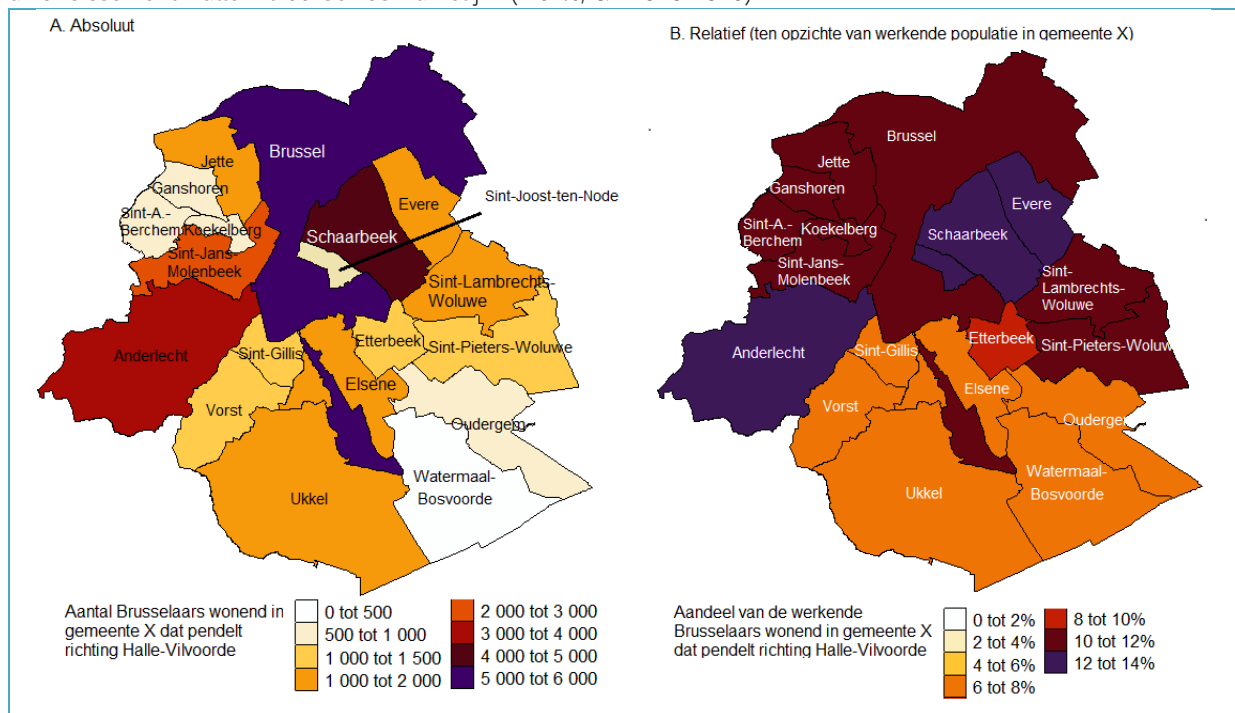 A. Absoluut
Brussel
Jette
Ganshoren
Sint-A.-
Berchem
Koekelberg
Sint-Jans-
Molenbeek
Evere
Sint-Joost-ten-Node
Schaarbeek
Sint-Lambrechts-
Woluwe
Anderlecht
Sint-Gillis
Etterbeek
Sint-Pieters-Woluwe
Elsene
Vorst
Oudergem
Watermaal-
Bosvoorde
Ukkel
Aantal Brusselaars wonend in
gemeente X dat pendelt
richting Halle-Vilvoorde
0 tot 500
500 tot 1 000
1 000 tot 1 500
1 000 tot 2 000
2 000 tot 3 000
3 000 tot 4 000
4 000 tot 5 000
5 000 tot 6 000
B. Relatief (ten opzichte van werkende populatie in gemeente X)
Brussel
Jette
Ganshoren
Sint-A.-
Berchem
Koekelberg
Sint-Jans-
Molenbeek
Evere
Schaarbeek
Sint-
Lambrechts-
Woluwe
Anderlecht
Sint-Gillis
Etterbeek
Sint-Pieters-Woluw
Elsene
Vorst
Oudergem
Watermaal-
Bosvoorde
Ukkel
Aandeel van de werkende
Brusselaars wonend in gemeente X
dat pendelt richting Halle-Vilvoorde
0 tot 2%
2 tot 4%
4 tot 6%
6 tot 8%
8 tot 10%
10 tot 12%
12 tot 14%